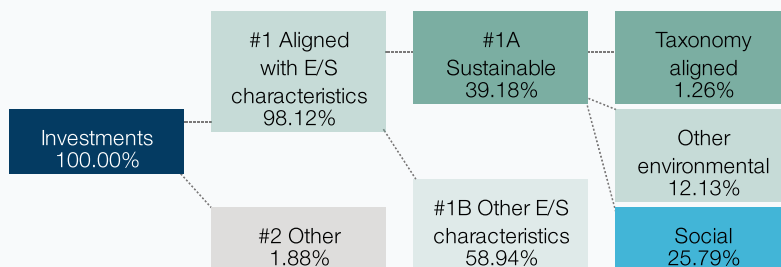 Investments
100.00%
#1 Aligned
with E/S
characteristics
98.12%
#2 Other
1.88%
#1A
Sustainable
39.18%
#1B Other E/S
characteristics
58.94%
Taxonomy
aligned
1.26%
Other
environmental
12.13%
Social
25.79%